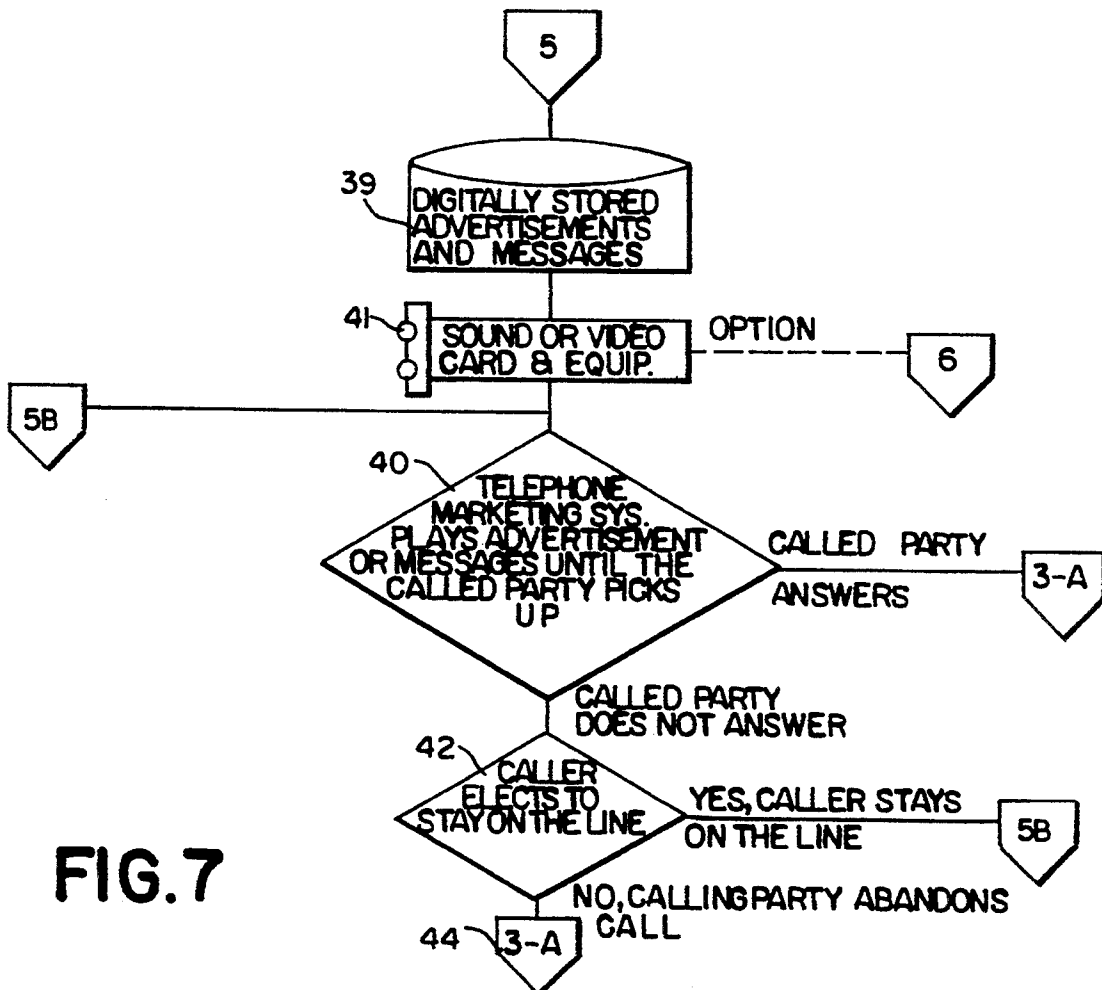 5
39
DIGITALLY STORED
ADVERTISEMENTS
AND MESSAGES
41
SOUND OR VIDEO
CARD & EQUIP.
OPTION
6
5B
40
TELEPHONE
MARKETING SYS.
PLAYS ADVERTISEMENT
OR MESSAGES UNTIL THE
CALLED PARTY PICKS
UP
CALLED PARTY
ANSWERS
3-A
CALLED PARTY
DOES NOT ANSWER
42
CALLER
ELECTS TO
STAY ON THE LINE
YES, CALLER STAYS
ON THE LINE
5B
NO, CALLING PARTY ABANDONS
CALL
44
3-A
FIG. 7